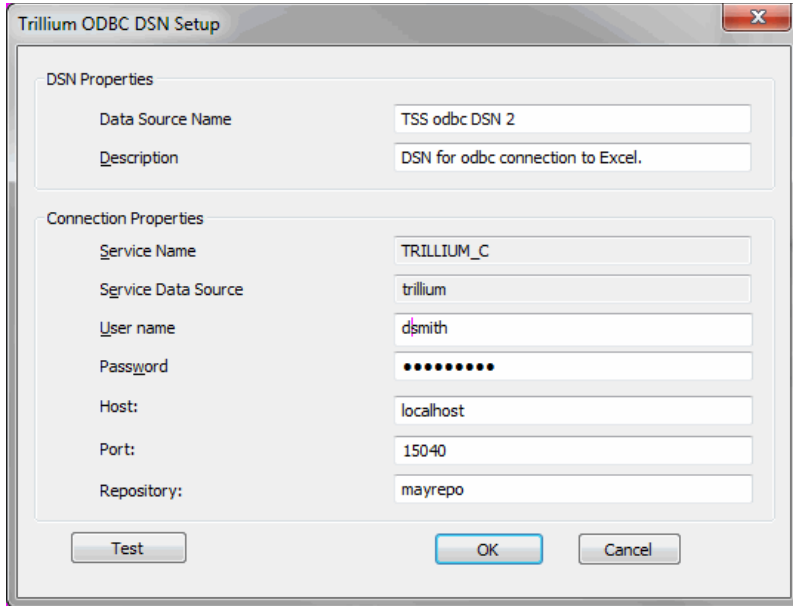 Trillium ODBC DSN Setup
x
DSN Properties
Data Source Name TSS odbc DSN 2
Description DSN for odbc connection to Excel.
Connection Properties
Service Name TRILLIUM_C
Service Data Source trillium
User name dsmith
Password •••••••••
Host: localhost
Port: 15040
Repository: mayrepo
Test OK Cancel